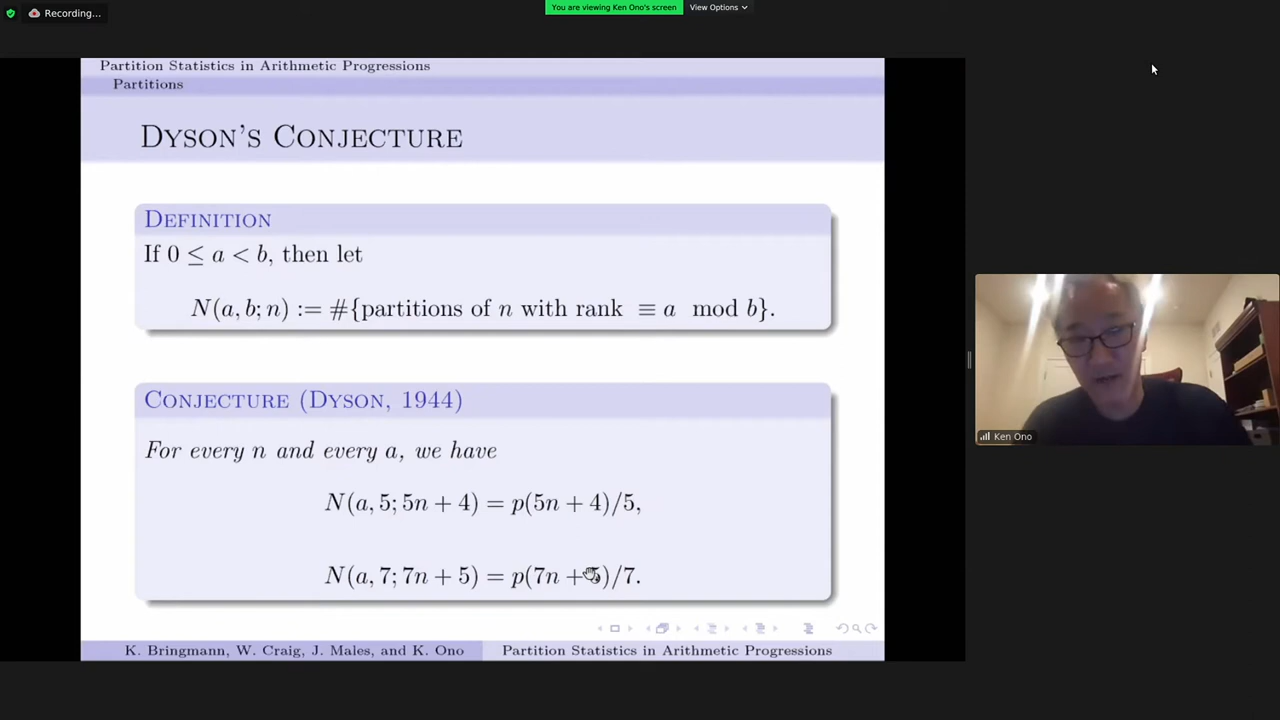 Recording...
You are viewing Ken Ono's screen
View Options
Partition Statistics in Arithmetic Progressions
Partitions
Dyson's Conjecture
Definition
If 0 ≤ a < b, then let
N(a, b; n) := #{partitions of n with rank ≡ a mod b}.
Conjecture (Dyson, 1944)
For every n and every a, we have
N(a, 5; 5n + 4) = p(5n + 4)/5,
N(a, 7; 7n + 5) = p(7n + 5)/7.
Ken Ono
K. Bringmann, W. Craig, J. Males, and K. Ono
Partition Statistics in Arithmetic Progressions